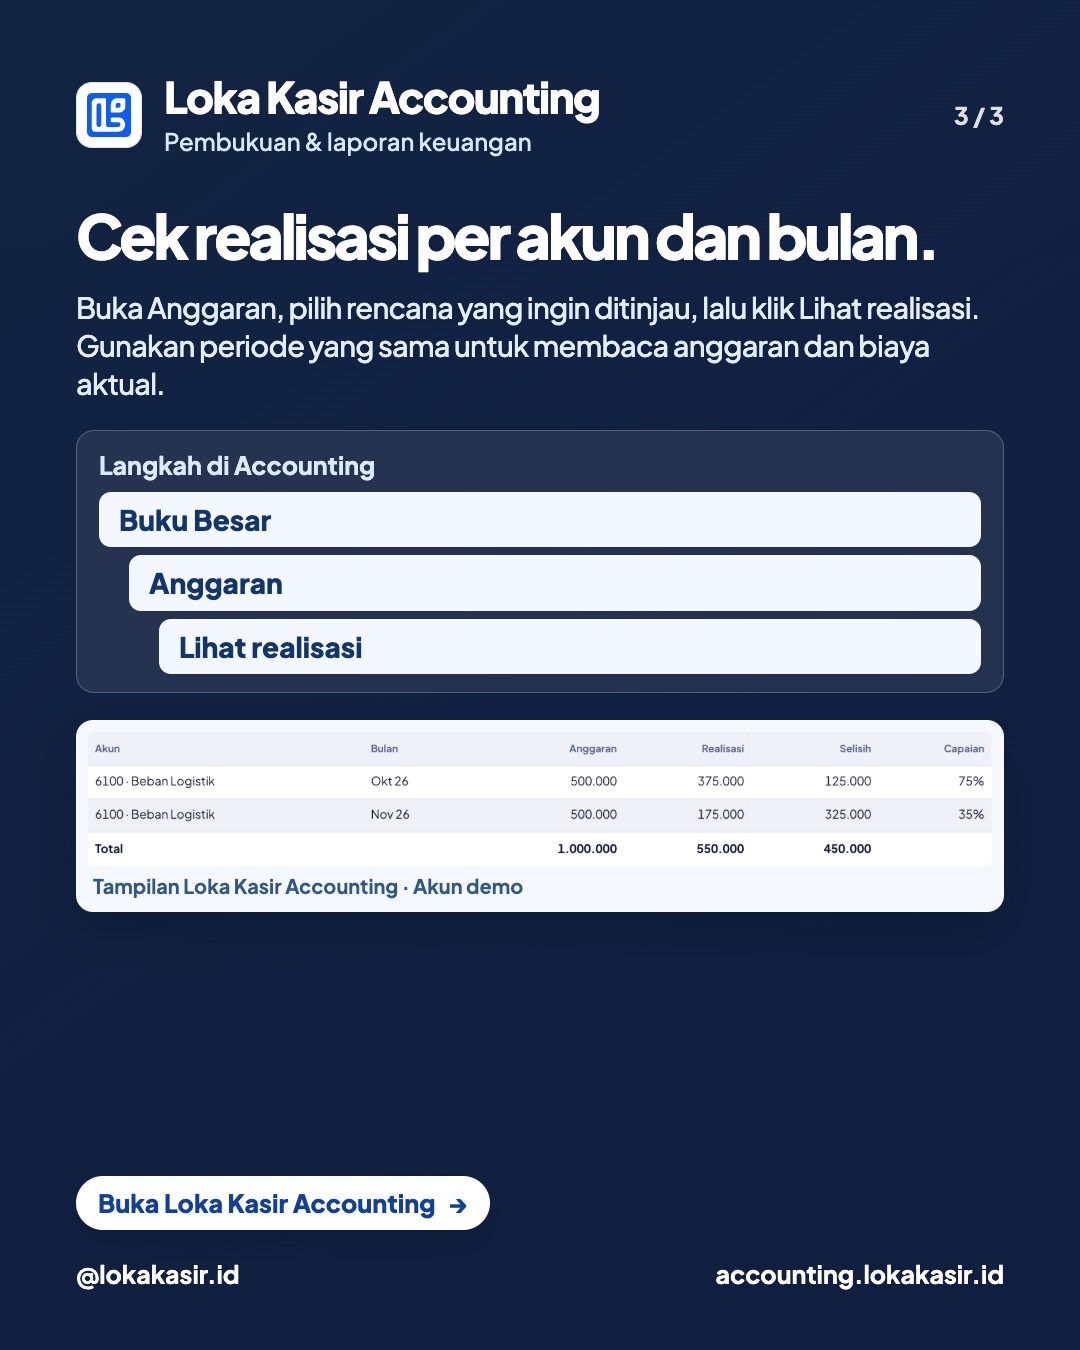 Loka Kasir Accounting
Pembukuan & laporan keuangan
3 / 3
Cek realisasi per akun dan bulan.
Buka Anggaran, pilih rencana yang ingin ditinjau, lalu klik Lihat realisasi.
Gunakan periode yang sama untuk membaca anggaran dan biaya
aktual.
Langkah di Accounting
Buku Besar
Anggaran
Lihat realisasi
Akun Bulan Anggaran Realisasi Selisih Capaian
6100 · Beban Logistik Okt 26 500.000 375.000 125.000 75%
6100 · Beban Logistik Nov 26 500.000 175.000 325.000 35%
Total 1.000.000 550.000 450.000
Tampilan Loka Kasir Accounting · Akun demo
Buka Loka Kasir Accounting →
@lokakasir.id
accounting.lokakasir.id